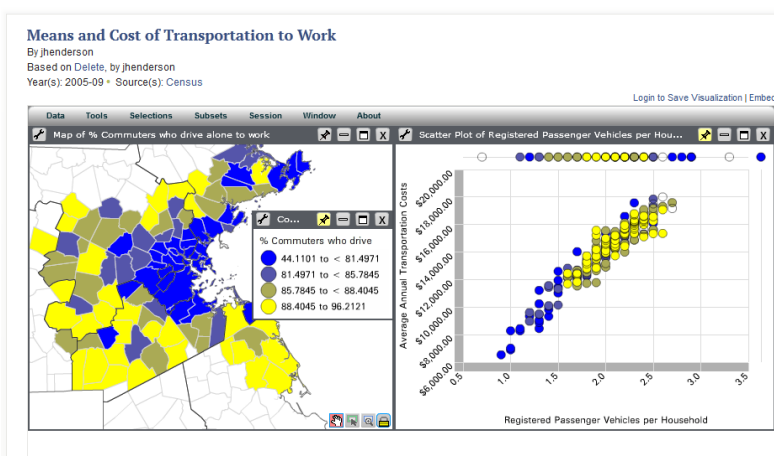 Means and Cost of Transportation to Work
By jhenderson
Based on Delete, by jhenderson
Year(s): 2005-09 • Source(s): Census
Login to Save Visualization | Embed
Data Tools Selections Subsets Session Window About
Map of % Commuters who drive alone to work
Scatter Plot of Registered Passenger Vehicles per Hou...
Co...
% Commuters who drive
44.1101 to < 81.4971
81.4971 to < 85.7845
85.7845 to < 88.4045
88.4045 to 96.2121
Average Annual Transportation Costs
$20,000.00
$18,000.00
$16,000.00
$14,000.00
$12,000.00
$10,000.00
$8,000.00
$6,000.00
0.5 1.0 1.5 2.0 2.5 3.0 3.5
Registered Passenger Vehicles per Household